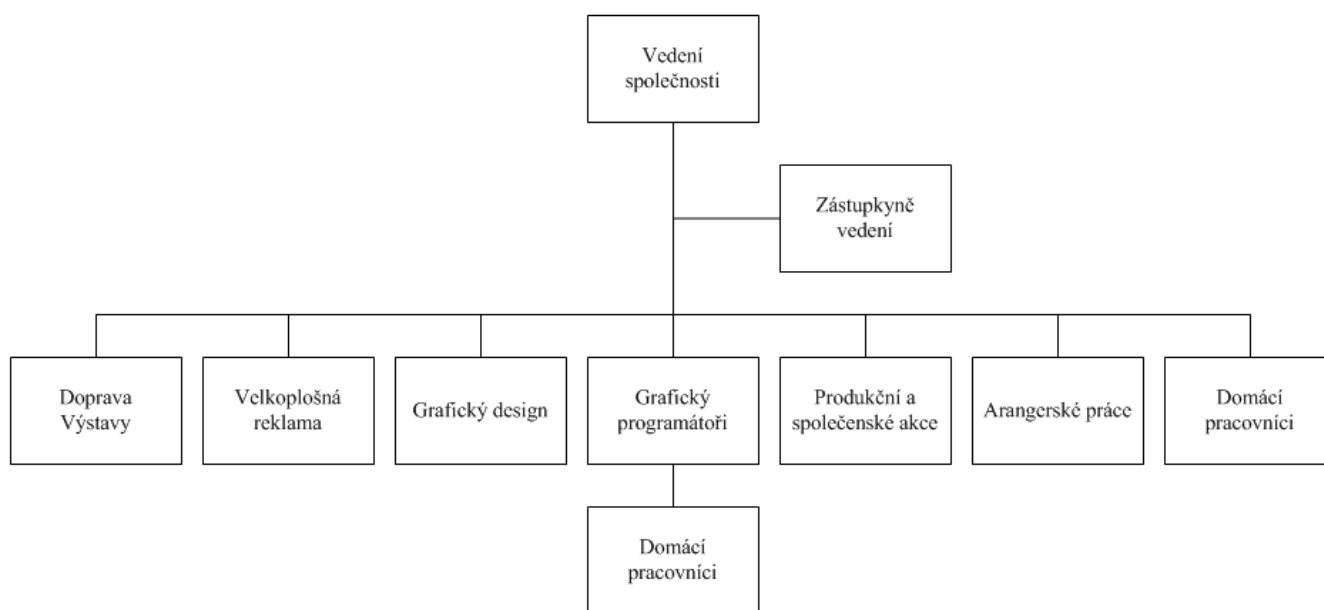 Vedení
společnosti
Zástupkyně
vedení
Doprava
Výstavy
Velkoplošná
reklama
Grafický design
Grafický
programátoři
Produkční a
společenské akce
Arangerské práce
Domácí
pracovníci
Domácí
pracovníci